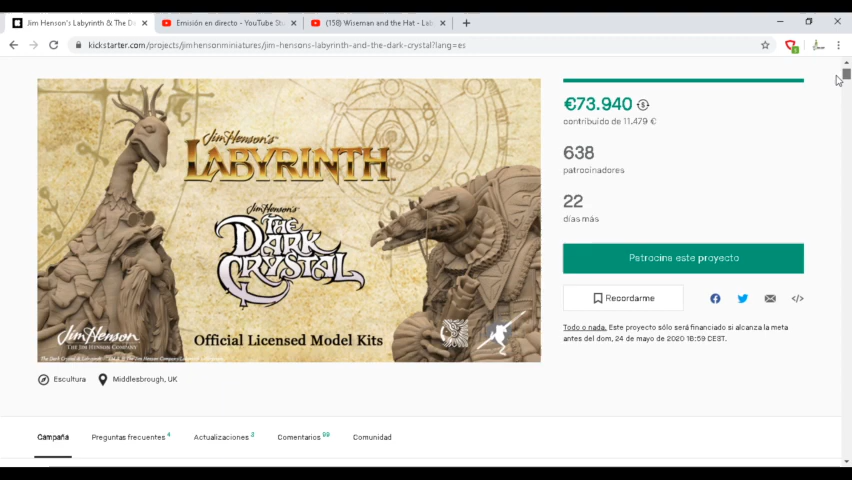 Jim Henson's Labyrinth & The Da
Emisión en directo - YouTube Stu
(158) Wiseman and the Hat - Lab
kickstarter.com/projects/jimhensonminiatures/jim-hensons-labyrinth-and-the-dark-crystal?lang=es
Jim Henson's
LABYRINTH
Jim Henson's
THE
DARK
CRYSTAL
Official Licensed Model Kits
Jim Henson
THE JIM HENSON COMPANY
€73.940
contribuido de 11.479 €
638
patrocinadores
22
días más
Patrocina este proyecto
Recordarme
Todo o nada. Este proyecto sólo será financiado si alcanza la meta
antes del dom, 24 de mayo de 2020 18:59 CEST.
Escultura
Middlesbrough, UK
Campaña
Preguntas frecuentes 4
Actualizaciones
Comentarios
Comunidad